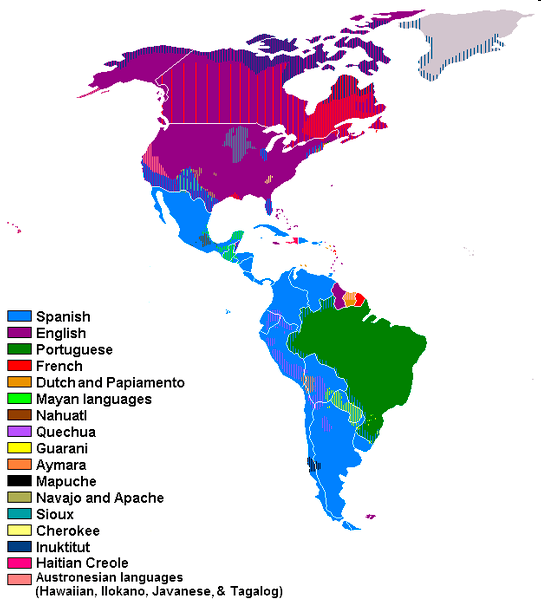 Spanish
English
Portuguese
French
Dutch and Papiamento
Mayan languages
Nahuatl
Quechua
Guarani
Aymara
Mapuche
Navajo and Apache
Sioux
Cherokee
Inuktitut
Haitian Creole
Austronesian languages
(Hawaiian, Ilokano, Javanese, & Tagalog)